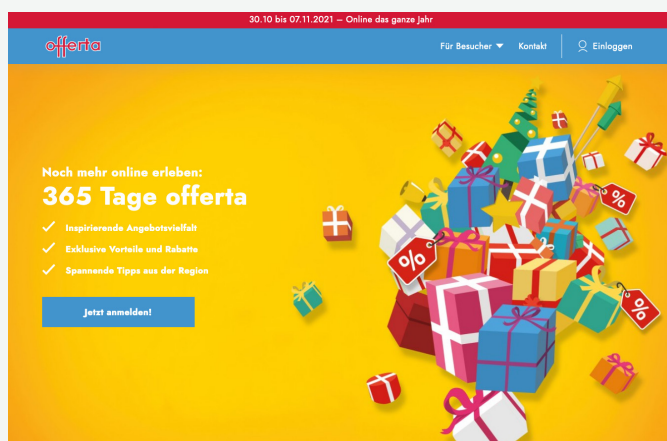 30.10 bis 07.11.2021 – Online das ganze Jahr
offerta
Für Besucher
Kontakt
Einloggen
Noch mehr online erleben:
365 Tage offerta
Inspirierende Angebotsvielfalt
Exklusive Vorteile und Rabatte
Spannende Tipps aus der Region
Jetzt anmelden!
%
%
%